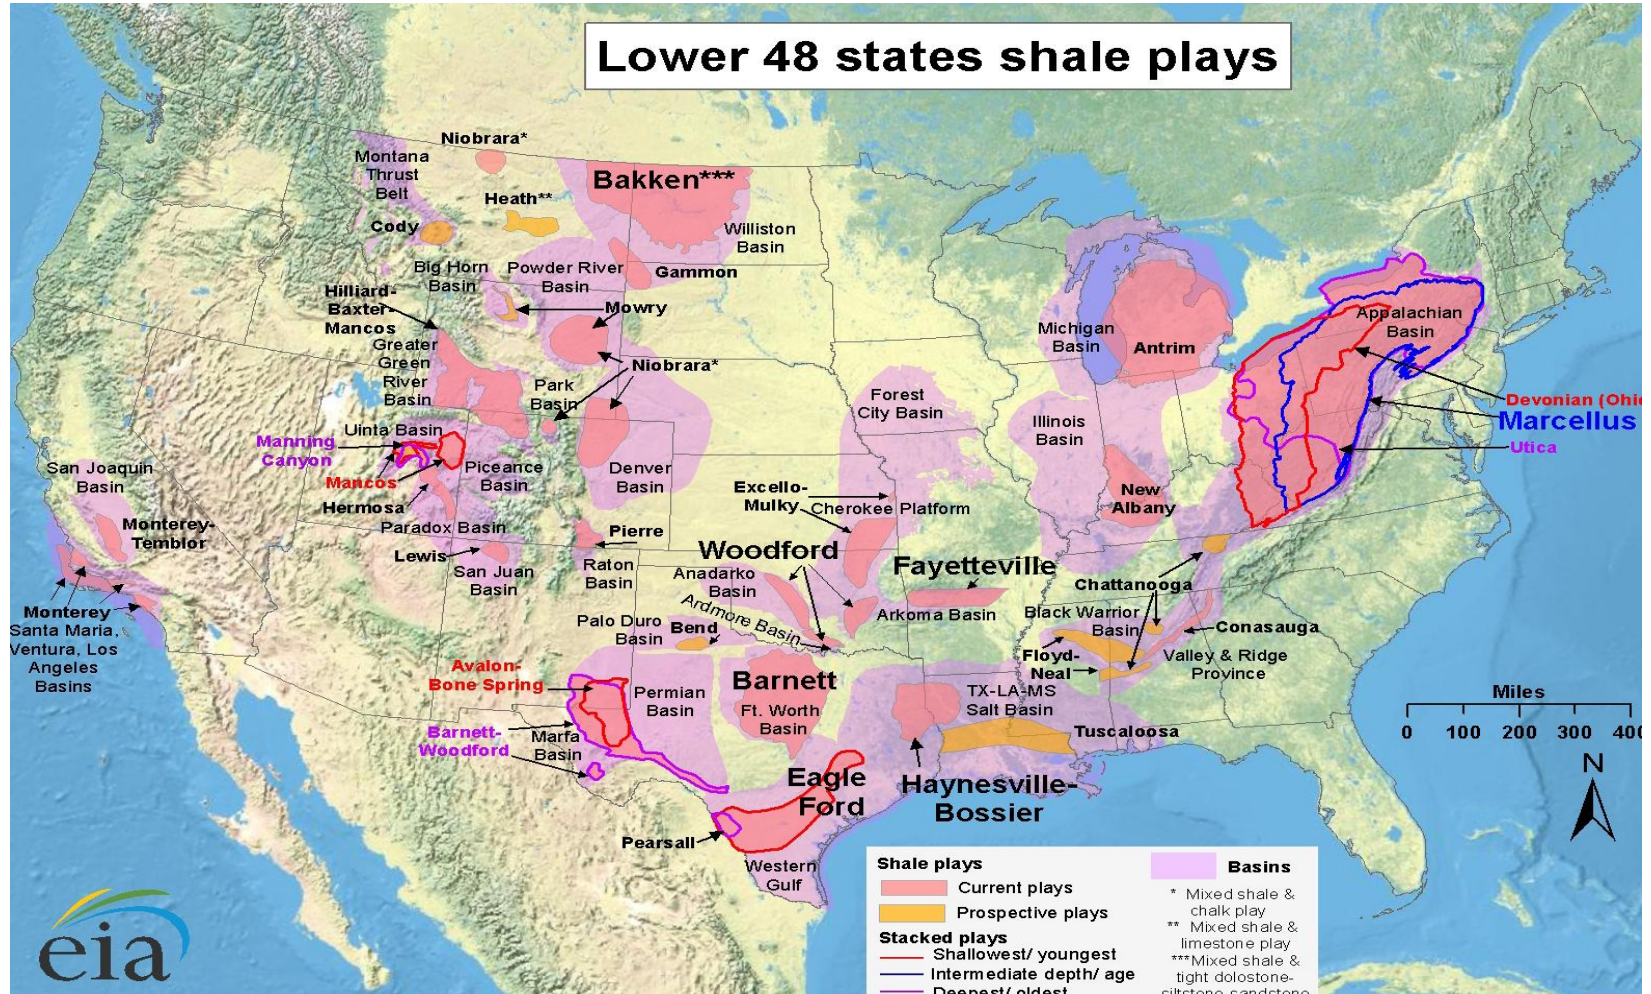 Lower 48 states shale plays
Niobrara*
Montana
Thrust
Belt
Bakken***
Heath**
Cody
Williston
Basin
Big Horn
Basin
Powder River
Basin
Gammon
Hilliard-
Baxter-
Mancos
Mowry
Greater
Green
River
Basin
Niobrara*
Park
Basin
Michigan
Basin
Antrim
Appalachian
Basin
Forest
City Basin
Illinois
Basin
Devonian (Ohio
Marcellus
Utica
Uinta Basin
Manning
Canyon
Mancos
Piceance
Basin
Denver
Basin
San Joaquin
Basin
Hermosa
Paradox Basin
Monterey-
Temblor
Excello-
Mulky
Cherokee Platform
New
Albany
Pierre
Lewis
San Juan
Basin
Raton
Basin
Woodford
Anadarko
Basin
Fayetteville
Arkoma Basin
Chattanooga
Black Warrior
Basin
Ardmore Basin
Palo Duro
Basin
Bend
Conasauga
Floyd-
Neal
Valley & Ridge
Province
Monterey
Santa Maria,
Ventura, Los
Angeles
Basins
Avalon-
Bone Spring
Permian
Basin
Barnett
Ft. Worth
Basin
TX-LA-MS
Salt Basin
Tuscaloosa
Barnett-
Woodford
Marfa
Basin
Eagle
Ford
Haynesville-
Bossier
Pearsall
Western
Gulf
Miles
0 100 200 300 400
N
Shale plays
Current plays
Prospective plays
Stacked plays
Shallowest/ youngest
Intermediate depth/ age
Deepest/ oldest
Basins
* Mixed shale &
chalk play
** Mixed shale &
limestone play
***Mixed shale &
tight dolostone-
siltstone-sandstone
eia